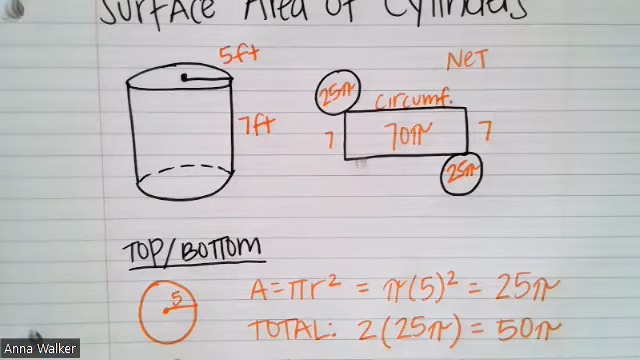 Surface Area of Cylinders
5ft
NET
25π
circumf.
7ft
7
70π
7
25π
TOP/BOTTOM
5
A=πr² = π(5)² = 25π
TOTAL: 2(25π) = 50π
Anna Walker